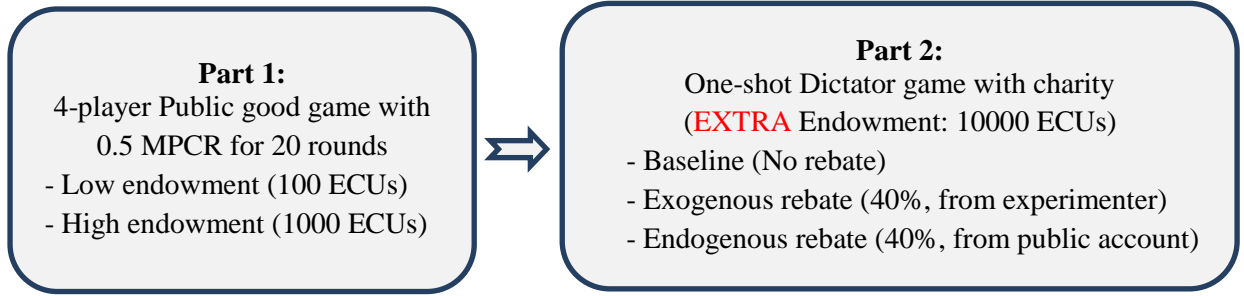 Part 1:
4-player Public good game with
0.5 MPCR for 20 rounds
- Low endowment (100 ECUs)
- High endowment (1000 ECUs)
Part 2:
One-shot Dictator game with charity
(EXTRA Endowment: 10000 ECUs)
- Baseline (No rebate)
- Exogenous rebate (40%, from experimenter)
- Endogenous rebate (40%, from public account)